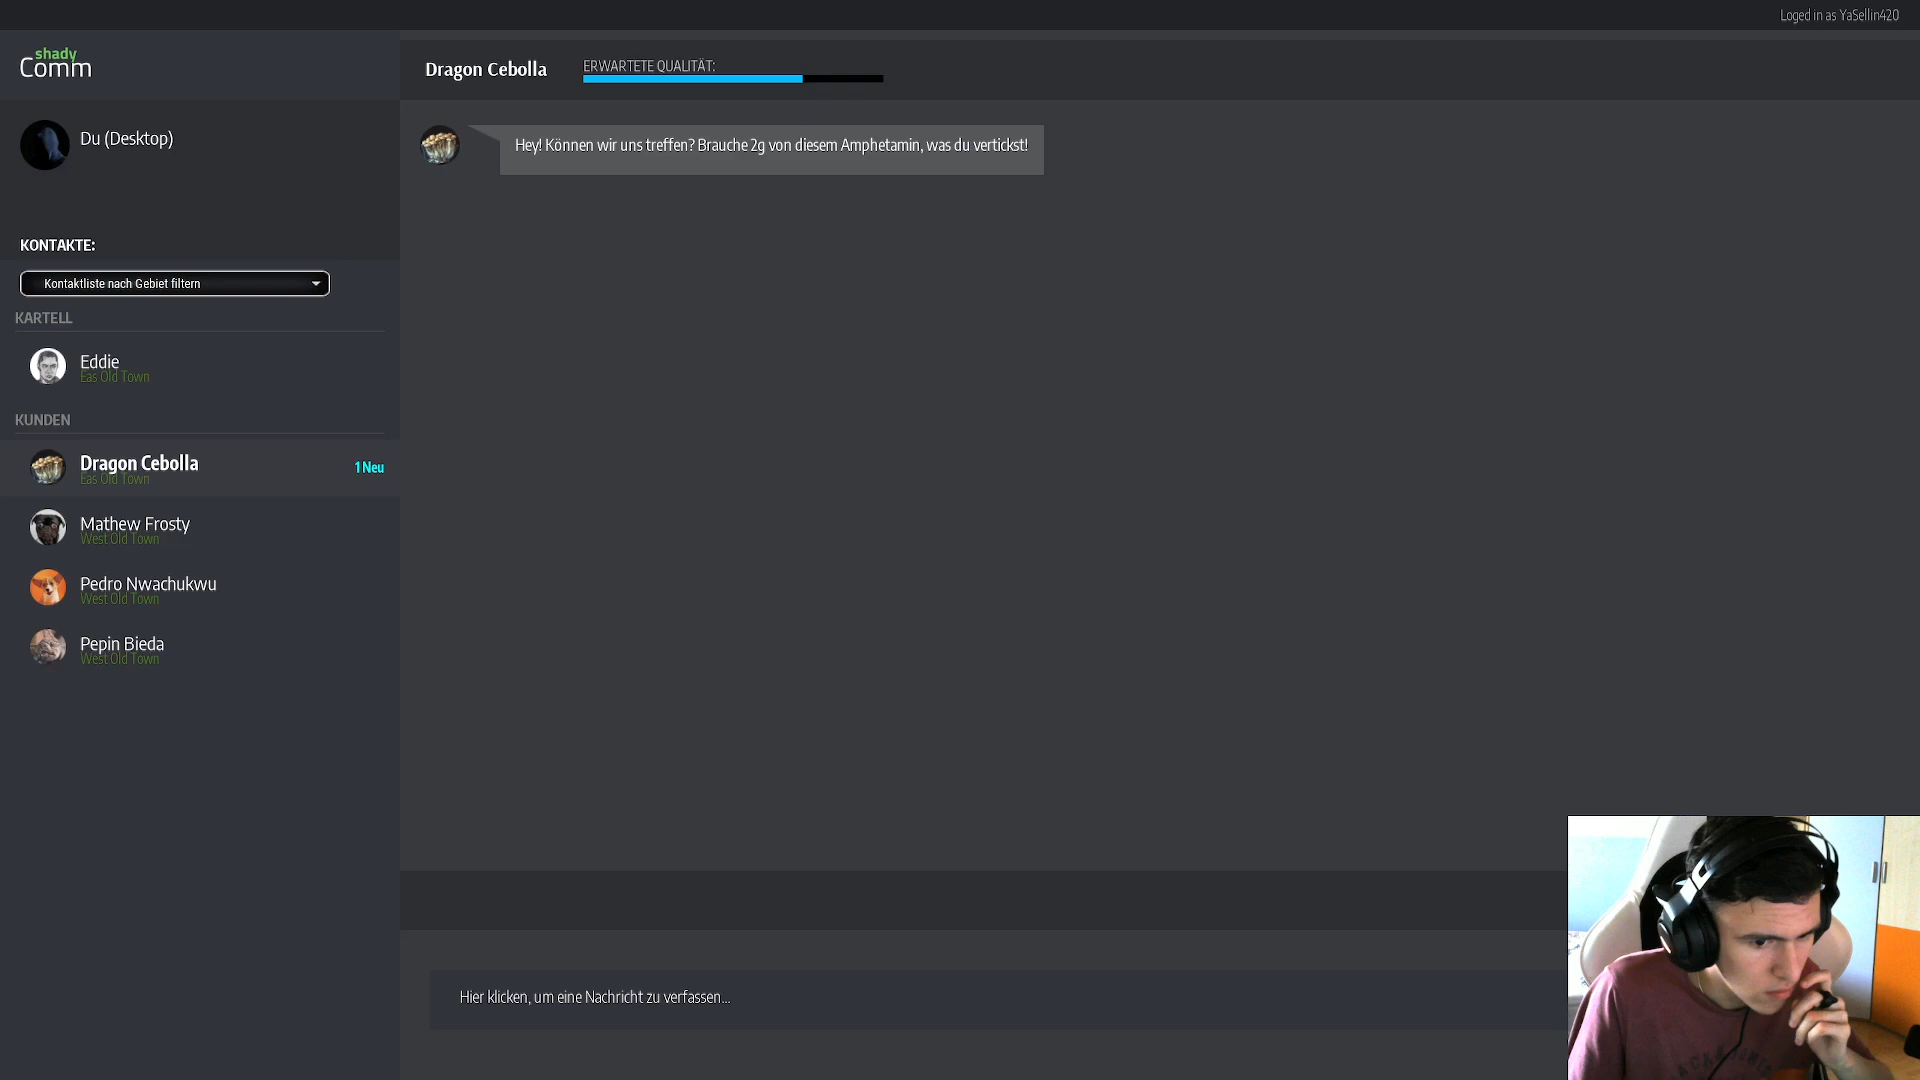 Loged in as YaSellin420
shady
Comm
Dragon Cebolla
ERWARTETE QUALITÄT:
Du (Desktop)
Hey! Können wir uns treffen? Brauche 2g von diesem Amphetamin, was du vertickst!
KONTAKTE:
Kontaktliste nach Gebiet filtern
KARTELL
Eddie
Eas Old Town
KUNDEN
Dragon Cebolla
1 Neu
Eas Old Town
Mathew Frosty
West Old Town
Pedro Nwachukwu
West Old Town
Pepin Bieda
West Old Town
Hier klicken, um eine Nachricht zu verfassen...